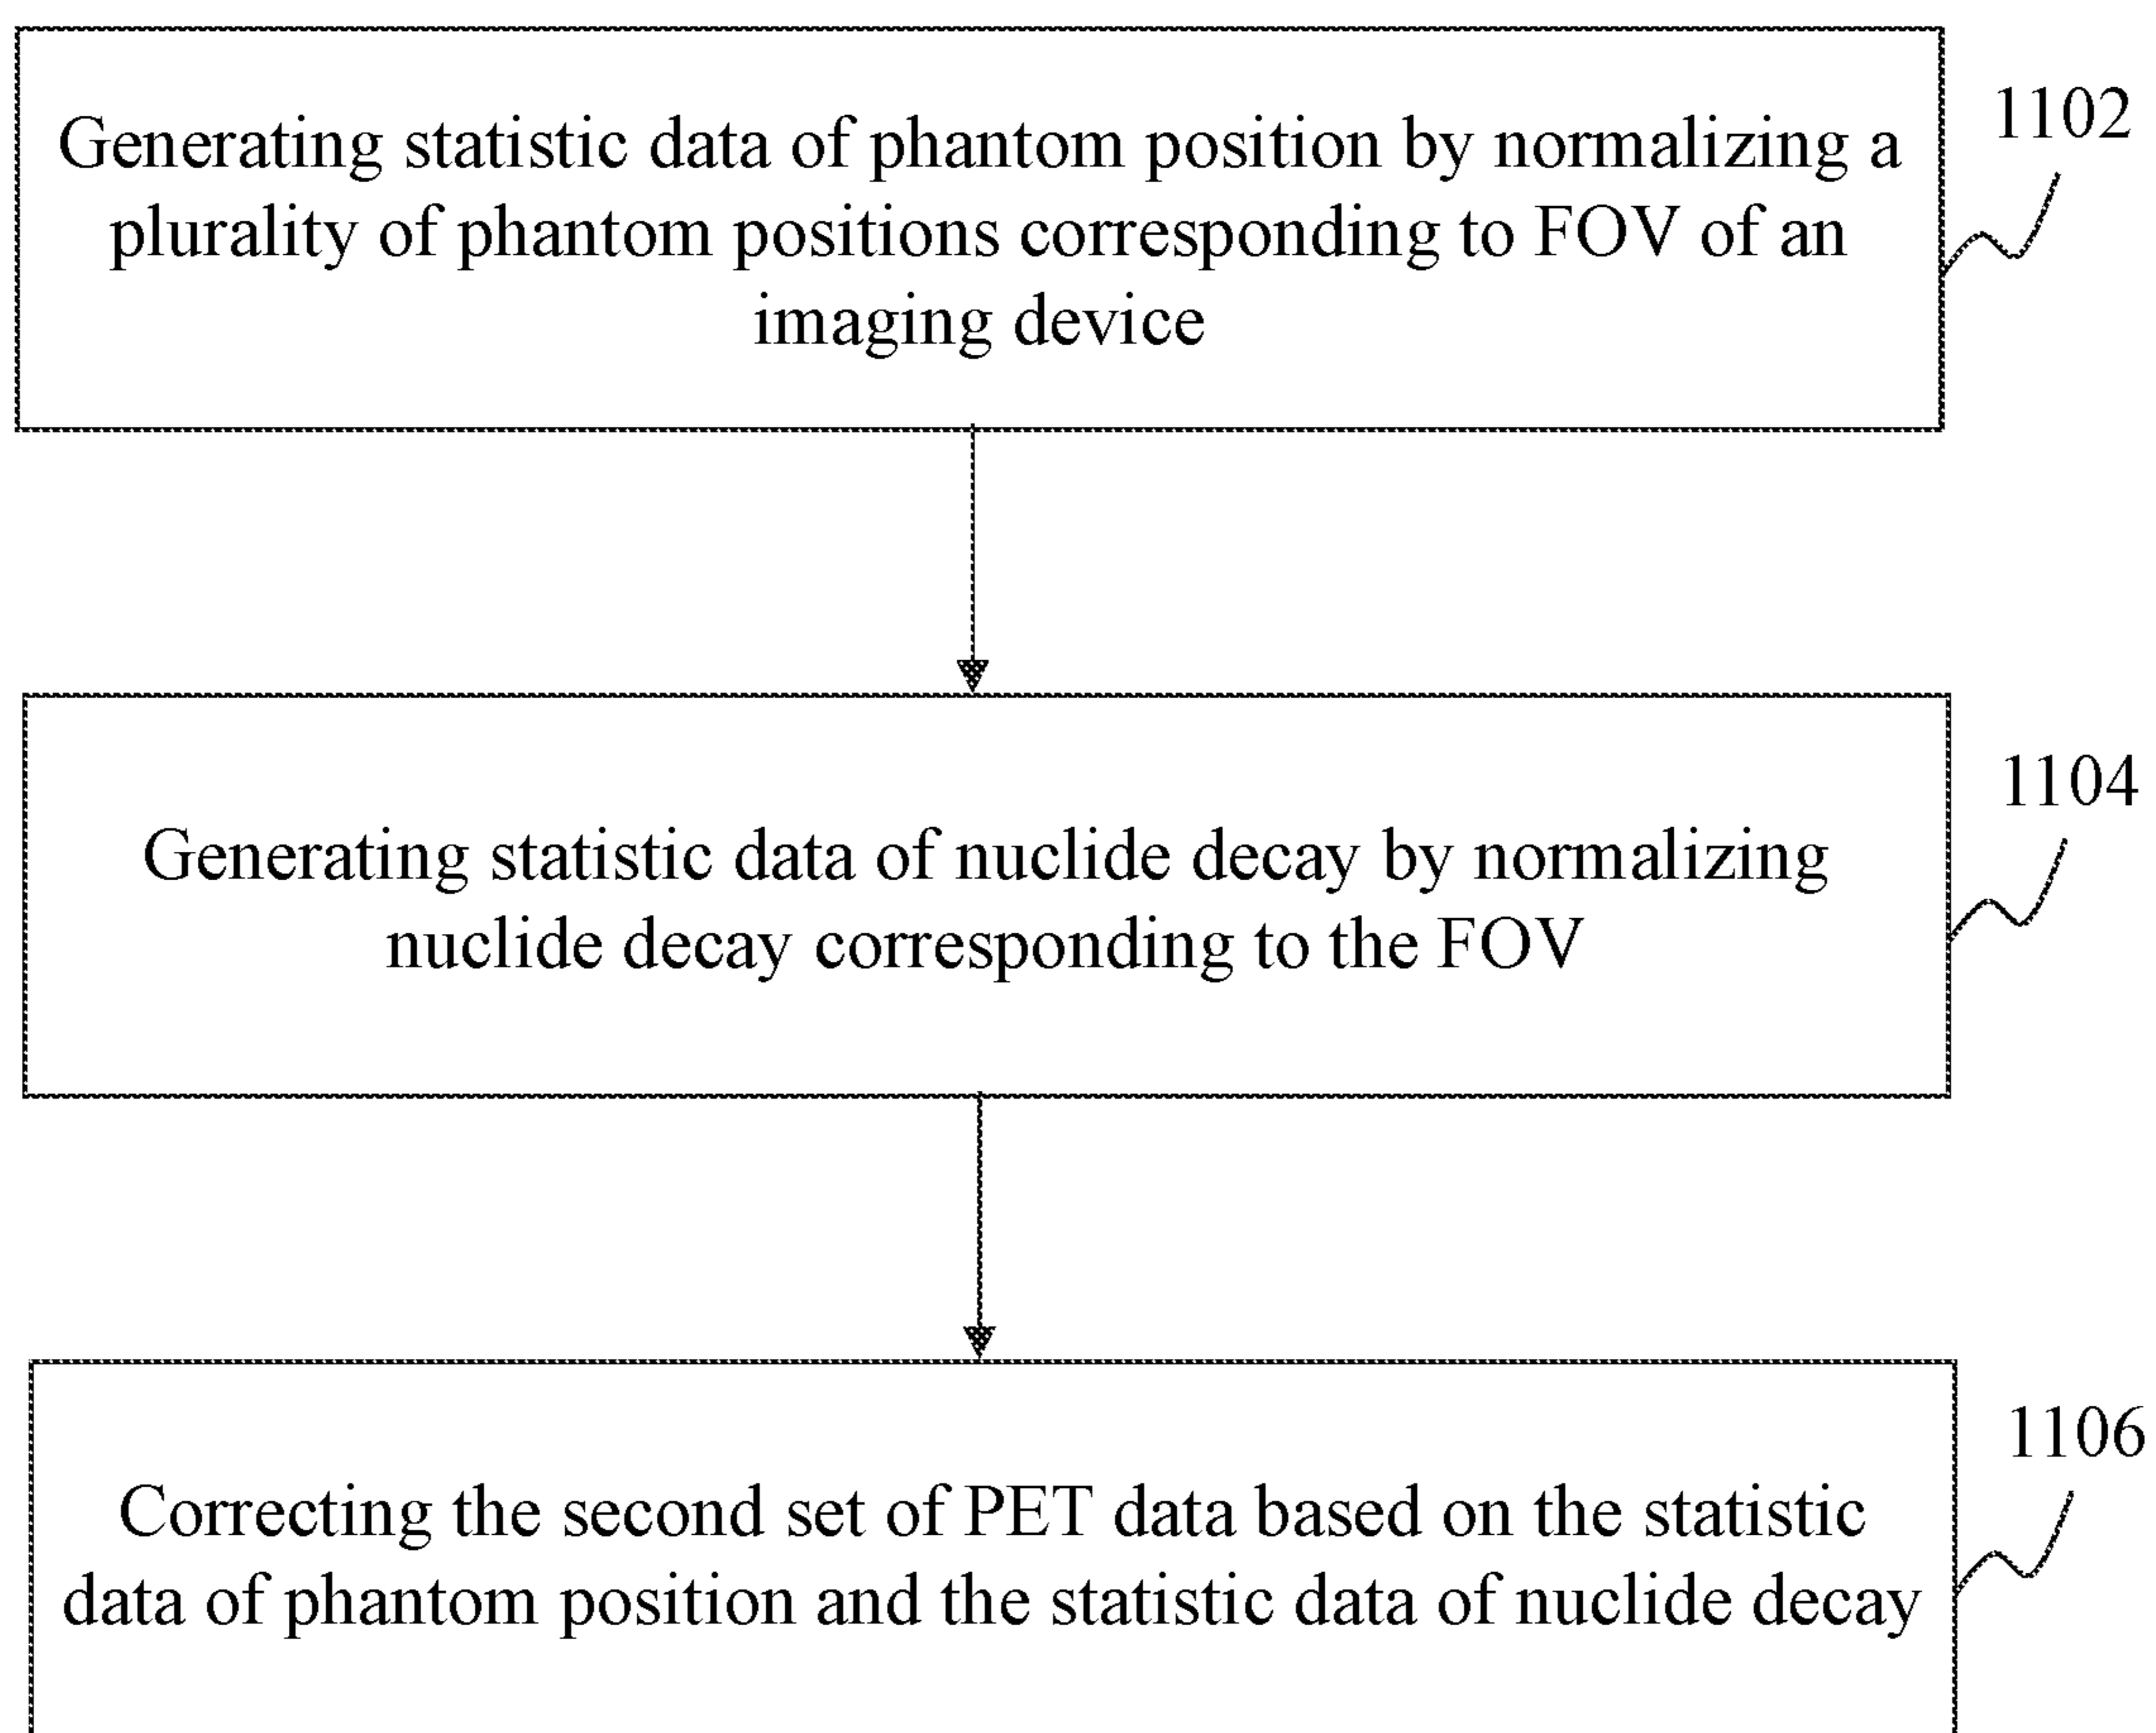 Generating statistic data of phantom position by normalizing a
plurality of phantom positions corresponding to FOV of an
imaging device
1102
Generating statistic data of nuclide decay by normalizing
nuclide decay corresponding to the FOV
1104
Correcting the second set of PET data based on the statistic
data of phantom position and the statistic data of nuclide decay
1106